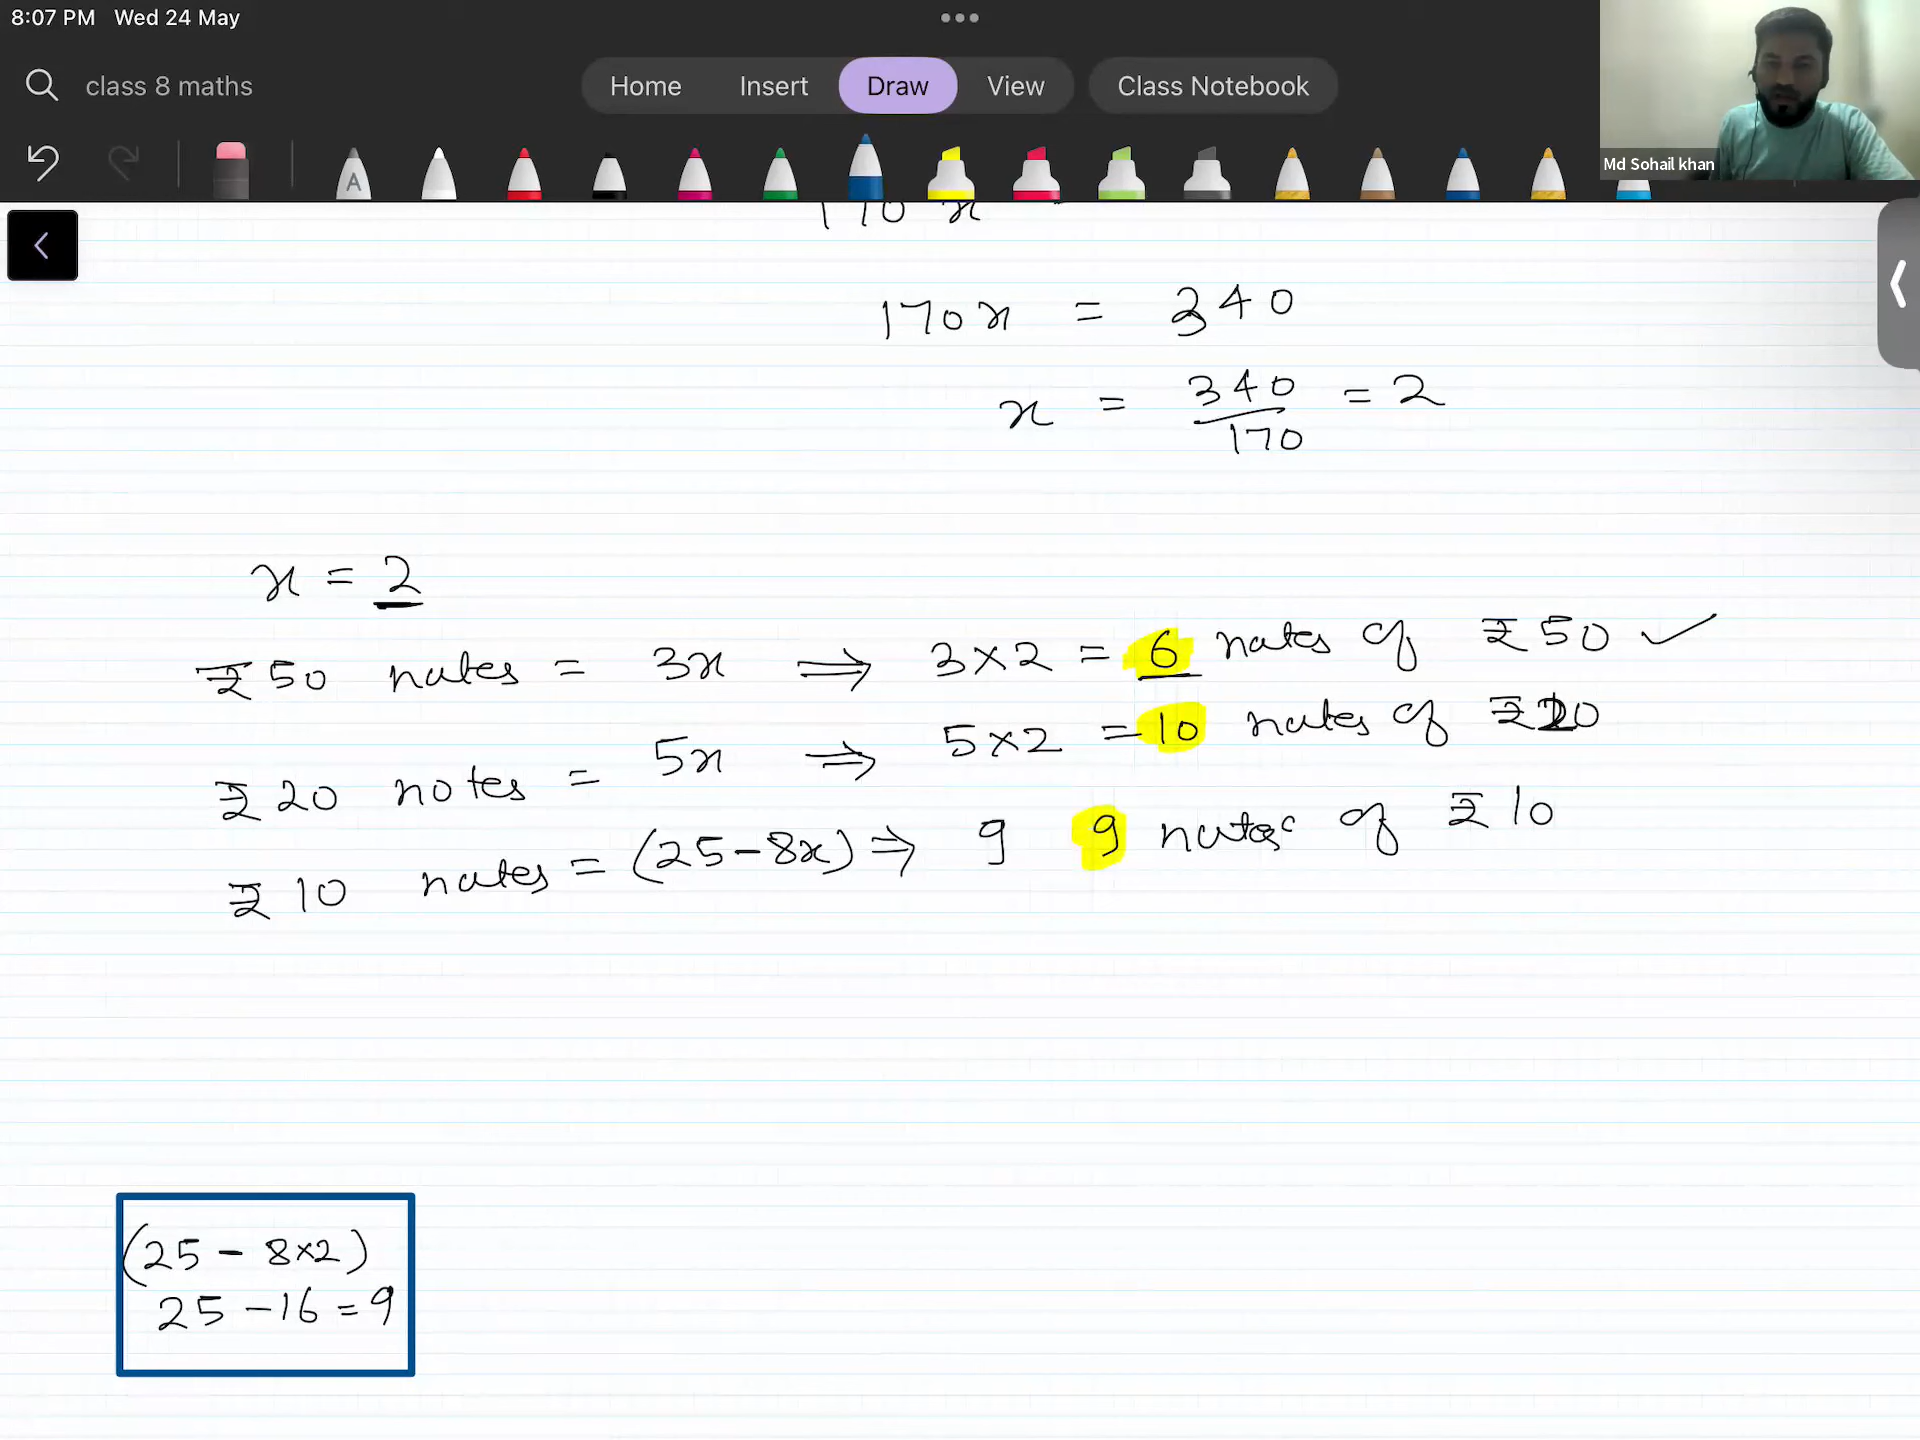 8:07 PM Wed 24 May
class 8 maths
Home Insert Draw View Class Notebook
A
Md Sohail khan
170 x
170x = 340
x = 340/170 = 2
x = 2
₹ 50 notes = 3x ⇒ 3×2 = 6 notes of ₹ 50 ✓
₹ 20 notes = 5x ⇒ 5×2 = 10 notes of ₹ 20
₹ 10 notes = (25-8x) ⇒ 9 9 notes of ₹ 10
(25 - 8×2)
25 - 16 = 9